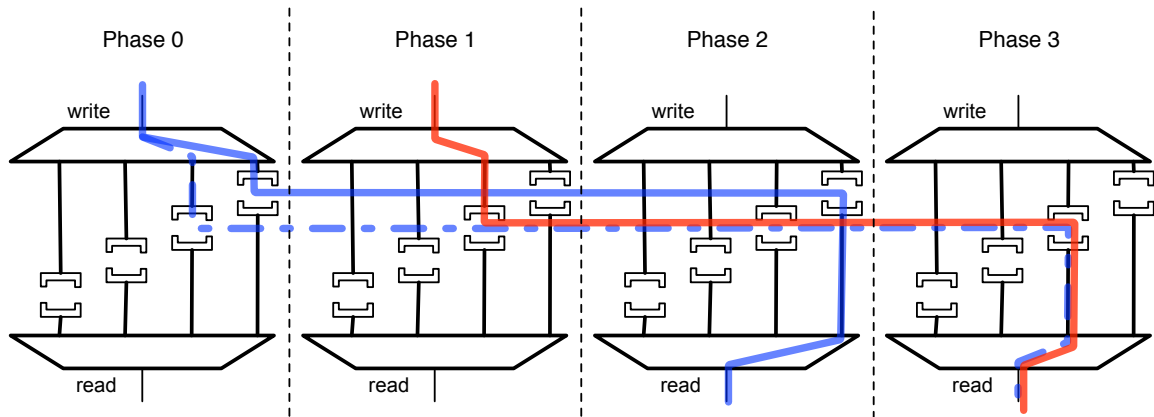 Phase 0
Phase 1
Phase 2
Phase 3
write
write
write
write
read
read
read
read